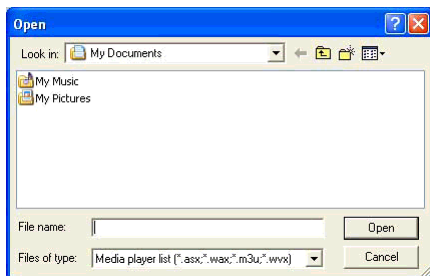 Open
Look in: My Documents
My Music
My Pictures
File name: Open
Files of type: Media player list (*.asx;*.wax;*.m3u;*.wvx) Cancel